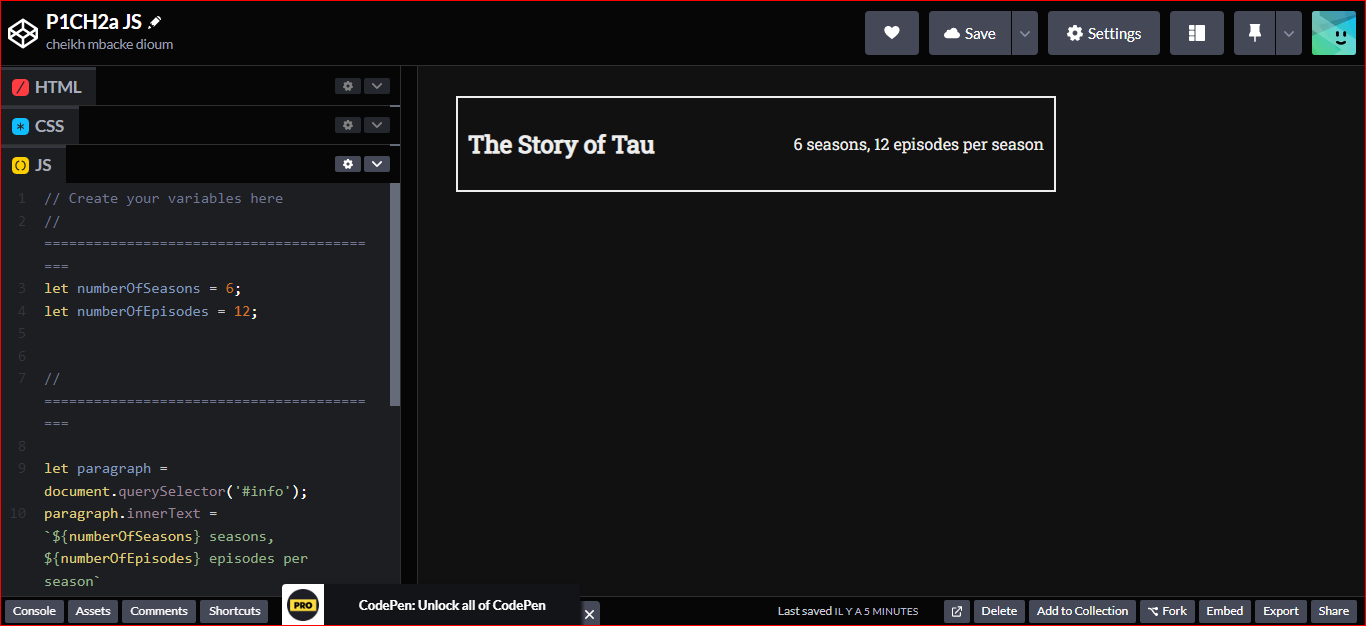 P1CH2a JS
cheikh mbacke dioum
Save
Settings
HTML
CSS
JS
1 // Create your variables here
2 //
=======================================
===
3 let numberOfSeasons = 6;
4 let numberOfEpisodes = 12;
5
6
7 //
=======================================
===
8
9 let paragraph =
document.querySelector('#info');
10 paragraph.innerText =
`${numberOfSeasons} seasons,
${numberOfEpisodes} episodes per
season`
The Story of Tau
6 seasons, 12 episodes per season
Console Assets Comments Shortcuts
PRO CodePen: Unlock all of CodePen
Last saved IL Y A 5 MINUTES
Delete Add to Collection Fork Embed Export Share